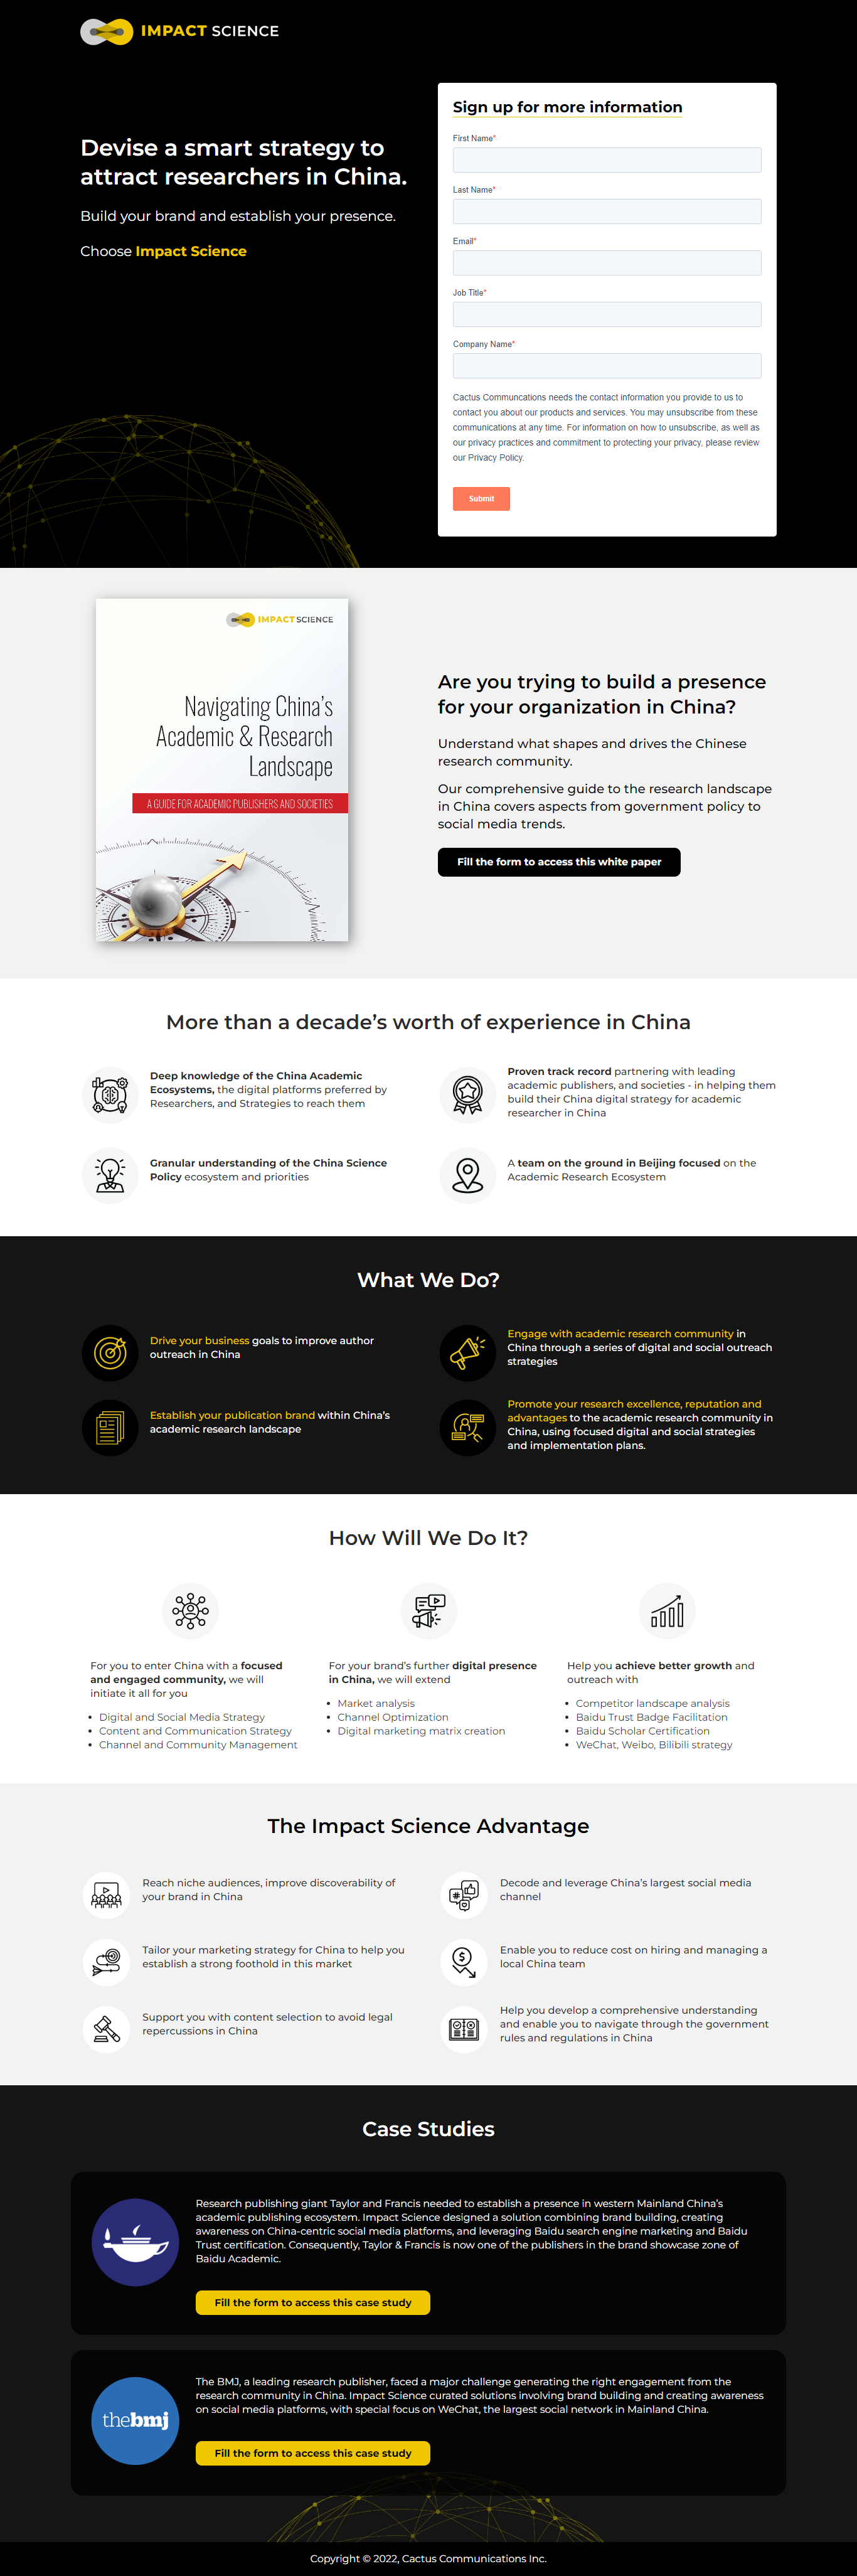 IMPACT SCIENCE
Devise a smart strategy to
attract researchers in China.
Build your brand and establish your presence.
Choose Impact Science
Sign up for more information
First Name*
Last Name*
Email*
Job Title*
Company Name*
Cactus Communcations needs the contact information you provide to us to
contact you about our products and services. You may unsubscribe from these
communications at any time. For information on how to unsubscribe, as well as
our privacy practices and commitment to protecting your privacy, please review
our Privacy Policy.
Submit
IMPACT SCIENCE
Navigating China's
Academic & Research
Landscape
A GUIDE FOR ACADEMIC PUBLISHERS AND SOCIETIES
Are you trying to build a presence
for your organization in China?
Understand what shapes and drives the Chinese
research community.
Our comprehensive guide to the research landscape
in China covers aspects from government policy to
social media trends.
Fill the form to access this white paper
More than a decade's worth of experience in China
Deep knowledge of the China Academic
Ecosystems, the digital platforms preferred by
Researchers, and Strategies to reach them
Proven track record partnering with leading
academic publishers, and societies - in helping them
build their China digital strategy for academic
researcher in China
Granular understanding of the China Science
Policy ecosystem and priorities
A team on the ground in Beijing focused on the
Academic Research Ecosystem
What We Do?
Drive your business goals to improve author
outreach in China
Engage with academic research community in
China through a series of digital and social outreach
strategies
Establish your publication brand within China's
academic research landscape
Promote your research excellence, reputation and
advantages to the academic research community in
China, using focused digital and social strategies
and implementation plans.
How Will We Do It?
For you to enter China with a focused
and engaged community, we will
initiate it all for you
• Digital and Social Media Strategy
• Content and Communication Strategy
• Channel and Community Management
For your brand's further digital presence
in China, we will extend
• Market analysis
• Channel Optimization
• Digital marketing matrix creation
Help you achieve better growth and
outreach with
• Competitor landscape analysis
• Baidu Trust Badge Facilitation
• Baidu Scholar Certification
• WeChat, Weibo, Bilibili strategy
The Impact Science Advantage
Reach niche audiences, improve discoverability of
your brand in China
Decode and leverage China's largest social media
channel
Tailor your marketing strategy for China to help you
establish a strong foothold in this market
Enable you to reduce cost on hiring and managing a
local China team
Support you with content selection to avoid legal
repercussions in China
Help you develop a comprehensive understanding
and enable you to navigate through the government
rules and regulations in China
Case Studies
Research publishing giant Taylor and Francis needed to establish a presence in western Mainland China's
academic publishing ecosystem. Impact Science designed a solution combining brand building, creating
awareness on China-centric social media platforms, and leveraging Baidu search engine marketing and Baidu
Trust certification. Consequently, Taylor & Francis is now one of the publishers in the brand showcase zone of
Baidu Academic.
Fill the form to access this case study
thebmj
The BMJ, a leading research publisher, faced a major challenge generating the right engagement from the
research community in China. Impact Science curated solutions involving brand building and creating awareness
on social media platforms, with special focus on WeChat, the largest social network in Mainland China.
Fill the form to access this case study
Copyright © 2022, Cactus Communications Inc.